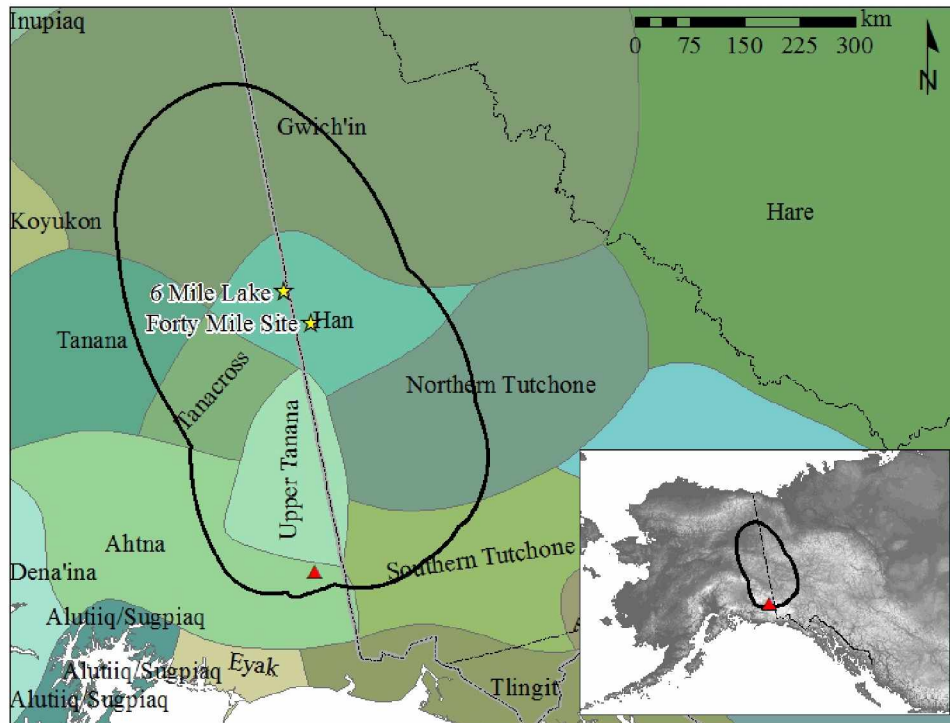 Inupiaq
km
0 75 150 225 300
N
Gwich'in
Koyukon
Hare
6 Mile Lake
Forty Mile Site
Han
Tanana
Tanacross
Northern Tutchone
Upper Tanana
Ahtna
Southern Tutchone
Dena'ina
Alutiiq/Sugpiaq
A
Eyak
Alutiiq/Sugpiaq
Tlingit
Alutiiq/Sugpiaq